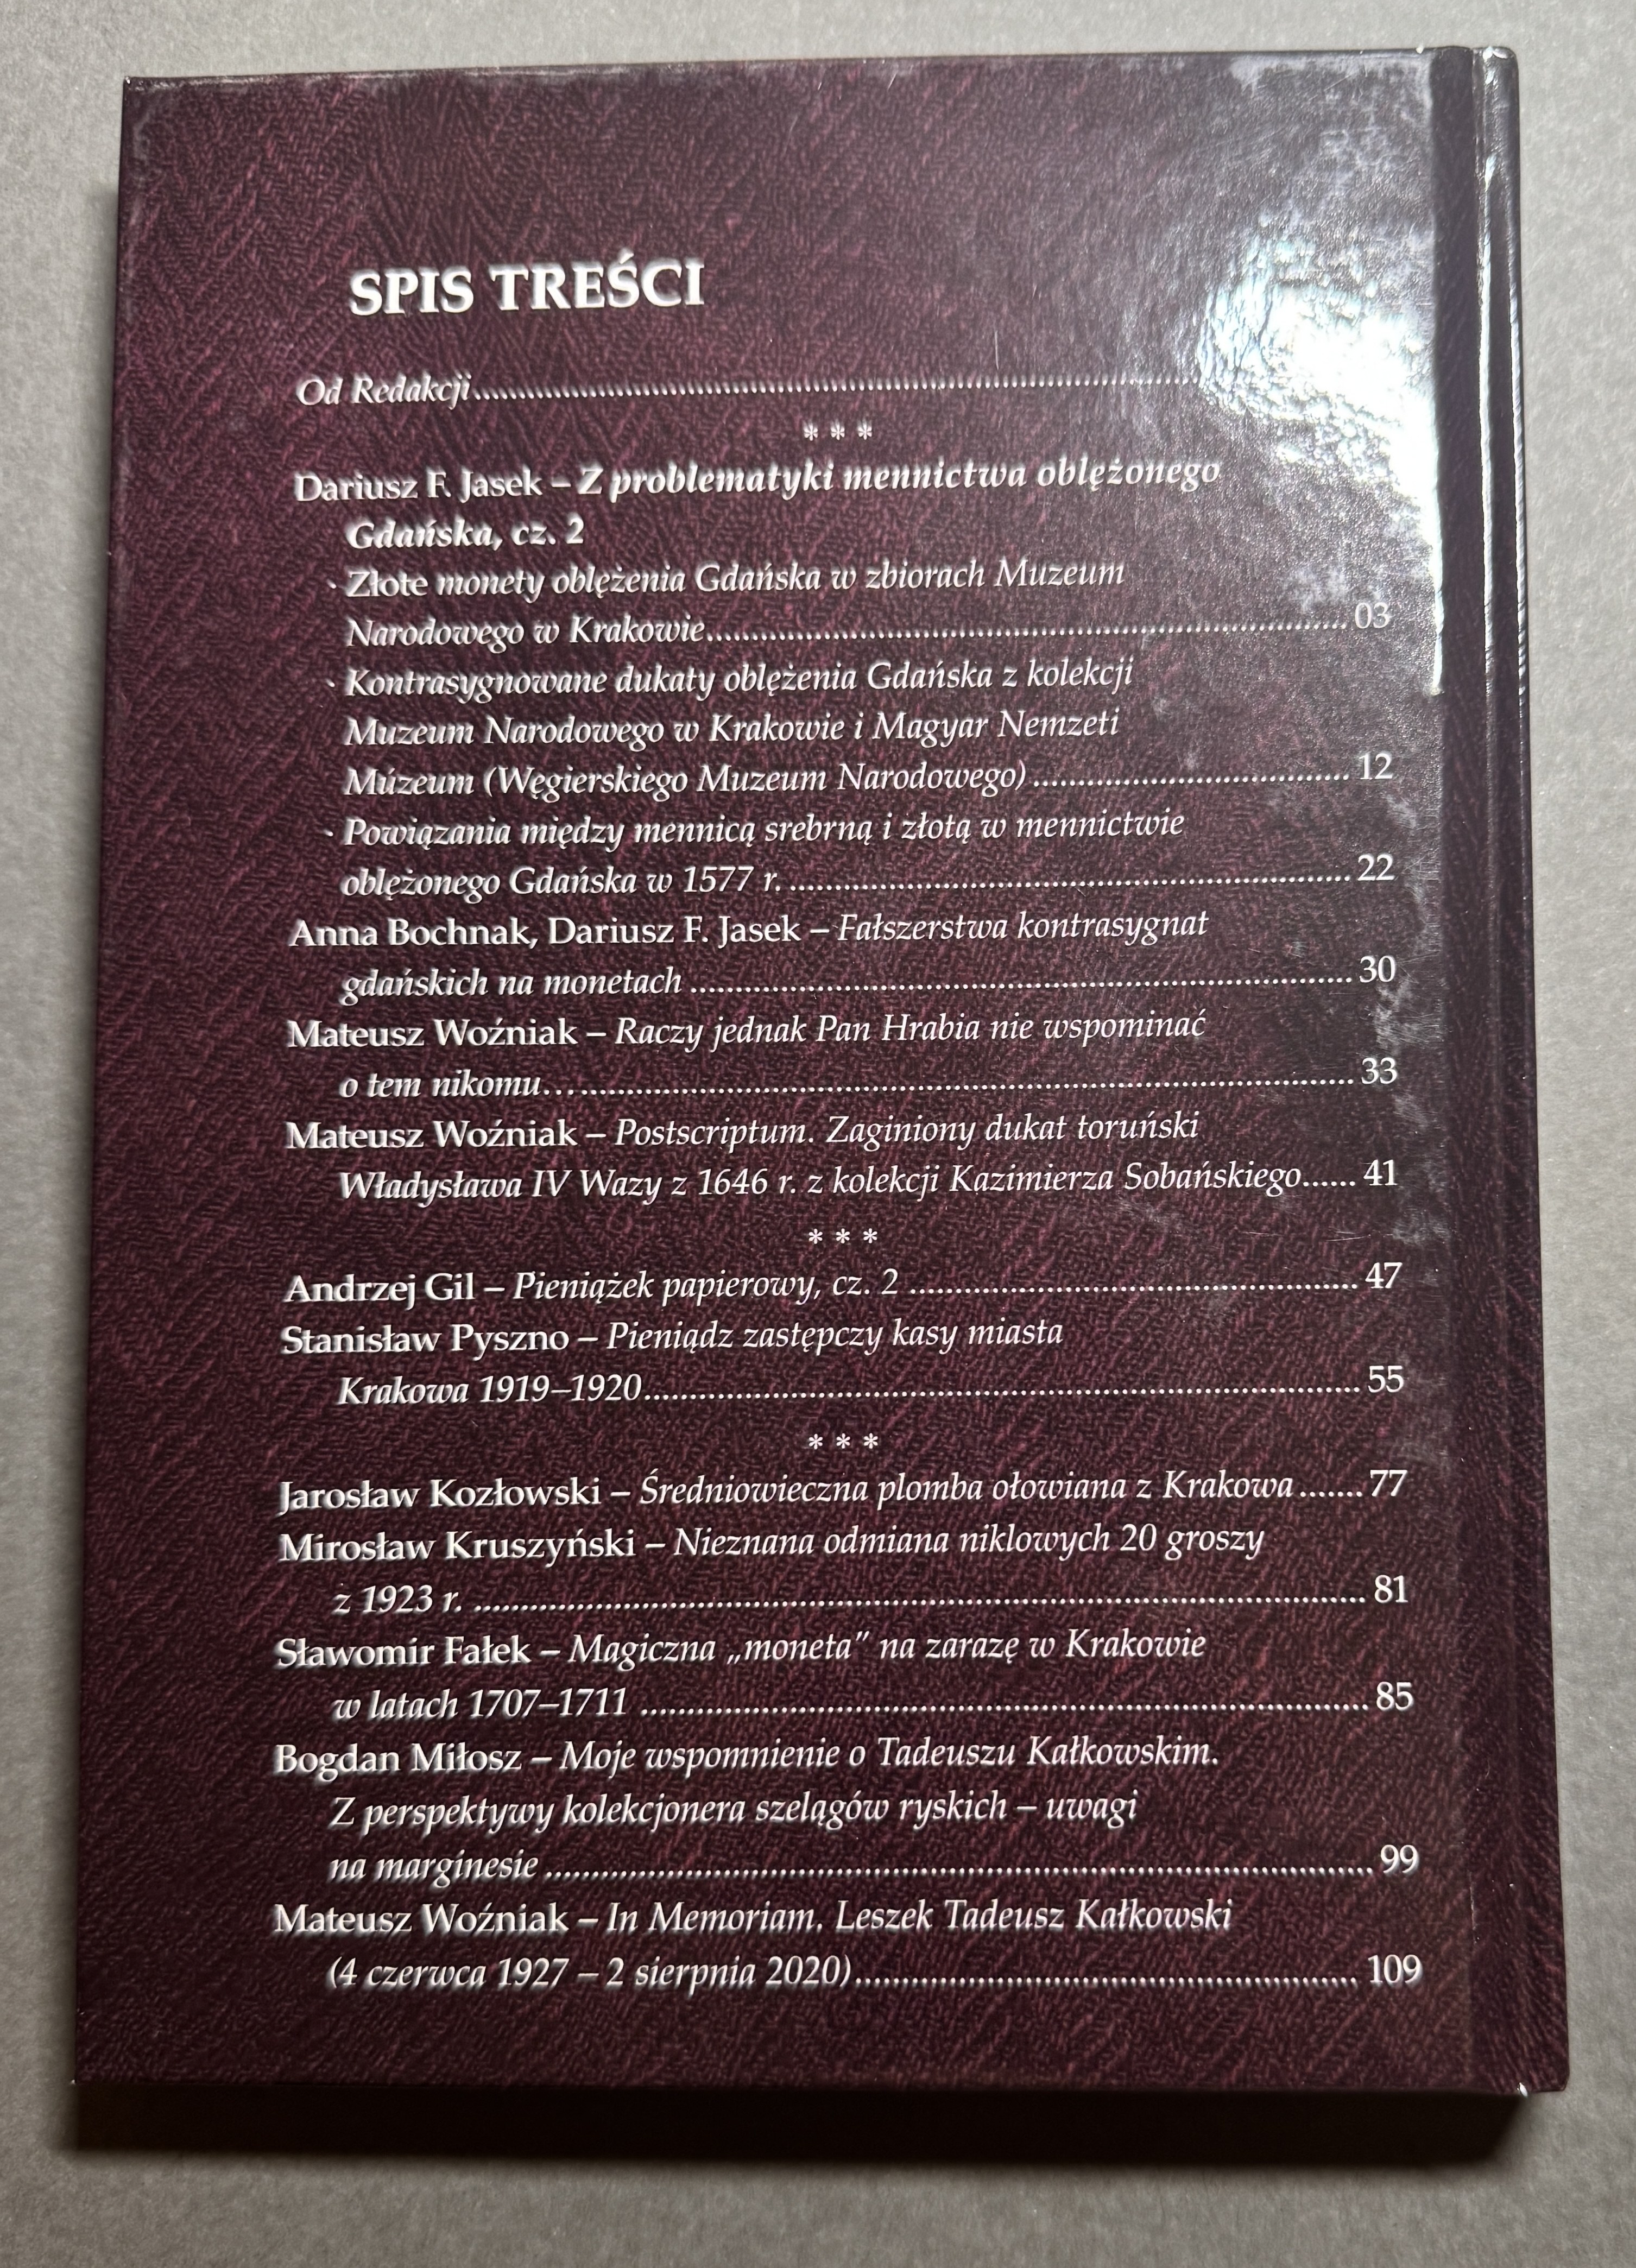 SPIS TREŚCI
Od Redakcji..........................................................................................
* * *
Dariusz F. Jasek – Z problematyki mennictwa oblężonego
Gdańska, cz. 2
· Złote monety oblężenia Gdańska w zbiorach Muzeum
Narodowego w Krakowie.......................................................................... 03
· Kontrasygnowane dukaty oblężenia Gdańska z kolekcji
Muzeum Narodowego w Krakowie i Magyar Nemzeti
Múzeum (Węgierskiego Muzeum Narodowego) .................................... 12
· Powiązania między mennicą srebrną i złotą w mennictwie
oblężonego Gdańska w 1577 r. ................................................................ 22
Anna Bochnak, Dariusz F. Jasek – Fałszerstwa kontrasygnat
gdańskich na monetach ............................................................................ 30
Mateusz Woźniak – Raczy jednak Pan Hrabia nie wspominać
o tem nikomu…........................................................................................ 33
Mateusz Woźniak – Postscriptum. Zaginiony dukat toruński
Władysława IV Wazy z 1646 r. z kolekcji Kazimierza Sobańskiego...... 41
* * *
Andrzej Gil – Pieniążek papierowy, cz. 2 ................................................... 47
Stanisław Pyszno – Pieniądz zastępczy kasy miasta
Krakowa 1919–1920.................................................................................. 55
* * *
Jarosław Kozłowski – Średniowieczna plomba ołowiana z Krakowa.......77
Mirosław Kruszyński – Nieznana odmiana niklowych 20 groszy
z 1923 r. .................................................................................................... 81
Sławomir Fałek – Magiczna „moneta” na zarazę w Krakowie
w latach 1707–1711 .................................................................................. 85
Bogdan Miłosz – Moje wspomnienie o Tadeuszu Kałkowskim.
Z perspektywy kolekcjonera szelągów ryskich – uwagi
na marginesie ............................................................................................ 99
Mateusz Woźniak – In Memoriam. Leszek Tadeusz Kałkowski
(4 czerwca 1927 – 2 sierpnia 2020)......................................................... 109